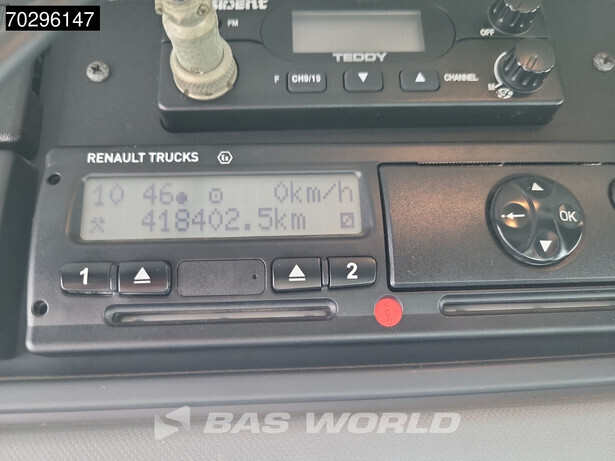 70296147
FM
TEDDY
OFF
F CH9/19 ▼ ▲ CHANNEL
RENAULT TRUCKS Ex
10 46 0km/h
418402.5km
1 2 OK
BAS WORLD